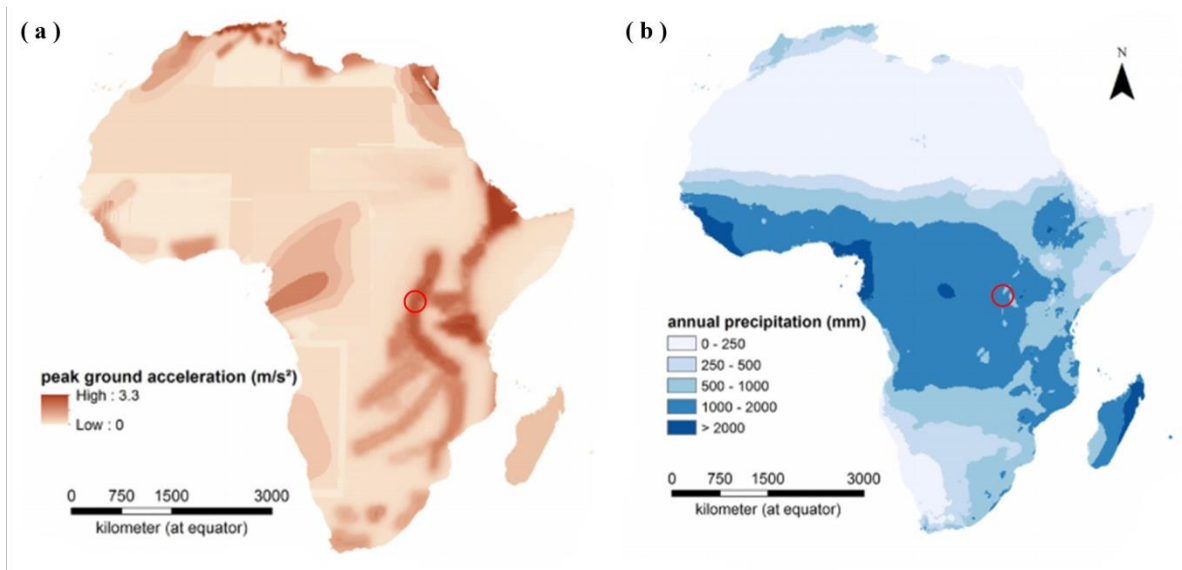 ( a )
peak ground acceleration (m/s²)
High : 3.3
Low : 0
0 750 1500 3000
kilometer (at equator)
( b )
N
annual precipitation (mm)
0 - 250
250 - 500
500 - 1000
1000 - 2000
> 2000
0 750 1500 3000
kilometer (at equator)